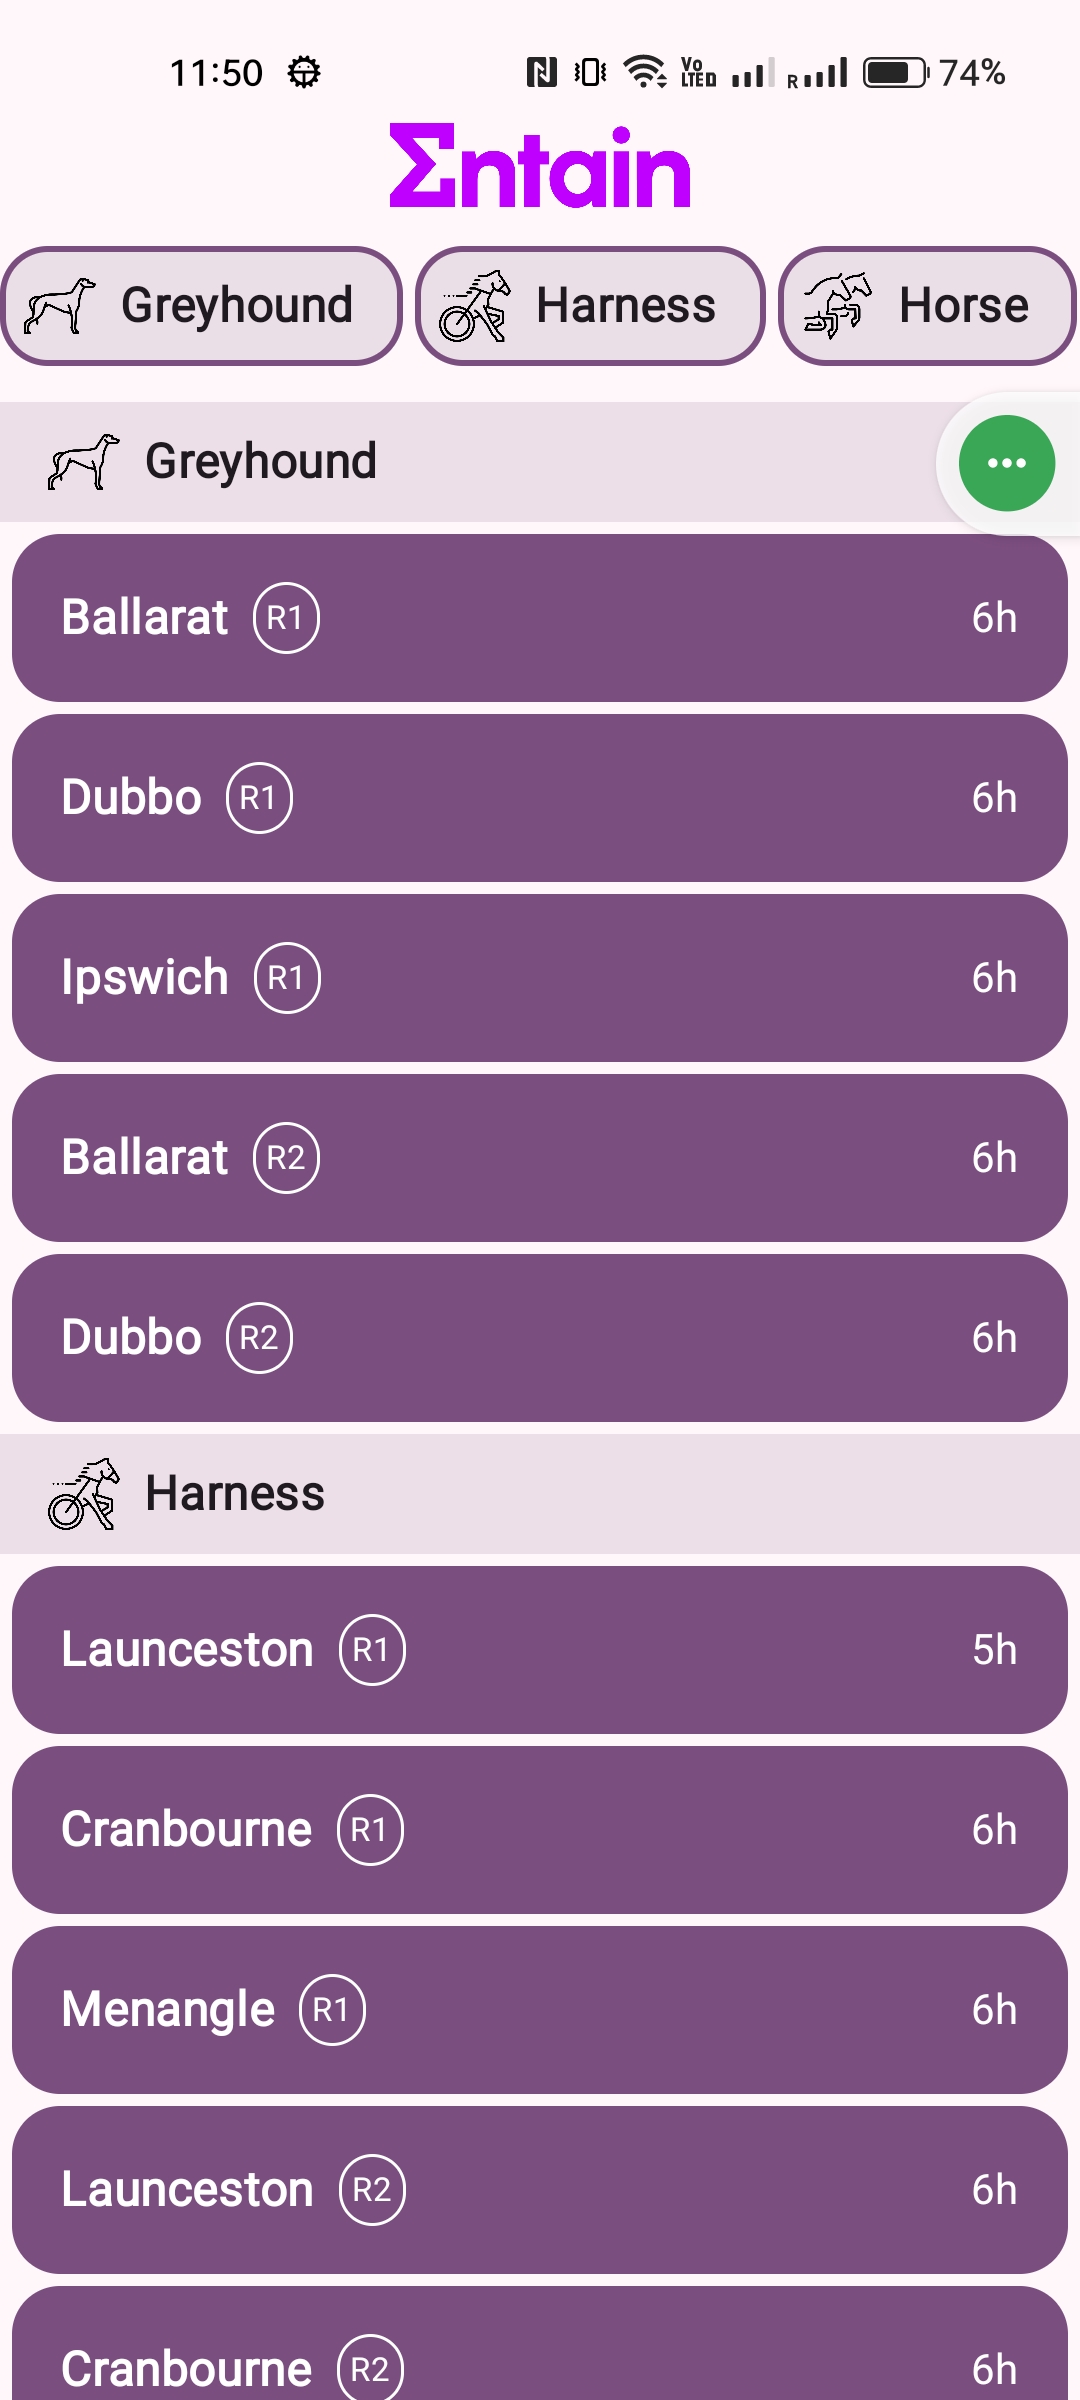 11:50 R 74%
Entain
Greyhound Harness Horse
Greyhound
Ballarat R1 6h
Dubbo R1 6h
Ipswich R1 6h
Ballarat R2 6h
Dubbo R2 6h
Harness
Launceston R1 5h
Cranbourne R1 6h
Menangle R1 6h
Launceston R2 6h
Cranbourne R2 6h